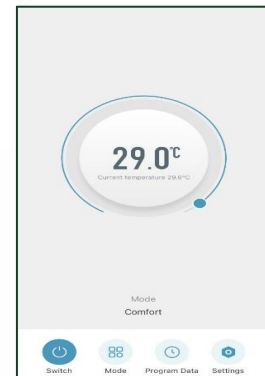 29.0℃
Current temperature 29.0℃
Mode
Comfort
Switch Mode Program Data Settings